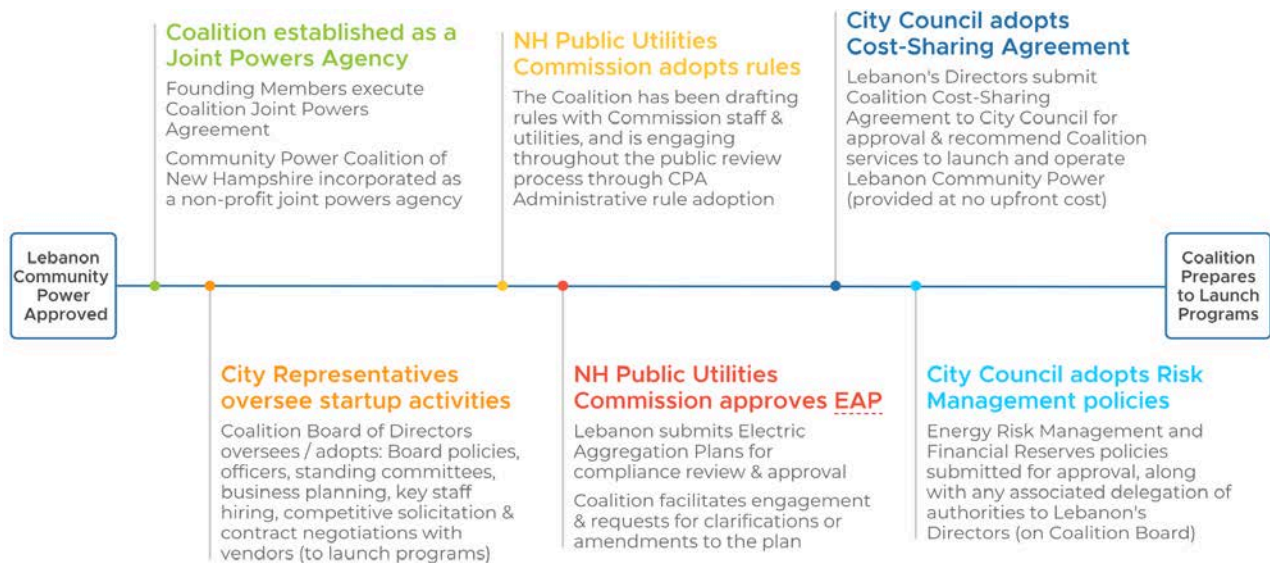 Coalition established as a
Joint Powers Agency
Founding Members execute
Coalition Joint Powers
Agreement
Community Power Coalition of
New Hampshire incorporated as
a non-profit joint powers agency
NH Public Utilities
Commission adopts rules
The Coalition has been drafting
rules with Commission staff &
utilities, and is engaging
throughout the public review
process through CPA
Administrative rule adoption
City Council adopts
Cost-Sharing Agreement
Lebanon's Directors submit
Coalition Cost-Sharing
Agreement to City Council for
approval & recommend Coalition
services to launch and operate
Lebanon Community Power
(provided at no upfront cost)
Lebanon
Community
Power
Approved
Coalition
Prepares
to Launch
Programs
City Representatives
oversee startup activities
Coalition Board of Directors
oversees / adopts: Board policies,
officers, standing committees,
business planning, key staff
hiring, competitive solicitation &
contract negotiations with
vendors (to launch programs)
NH Public Utilities
Commission approves EAP
Lebanon submits Electric
Aggregation Plans for
compliance review & approval
Coalition facilitates engagement
& requests for clarifications or
amendments to the plan
City Council adopts Risk
Management policies
Energy Risk Management and
Financial Reserves policies
submitted for approval, along
with any associated delegation of
authorities to Lebanon's
Directors (on Coalition Board)